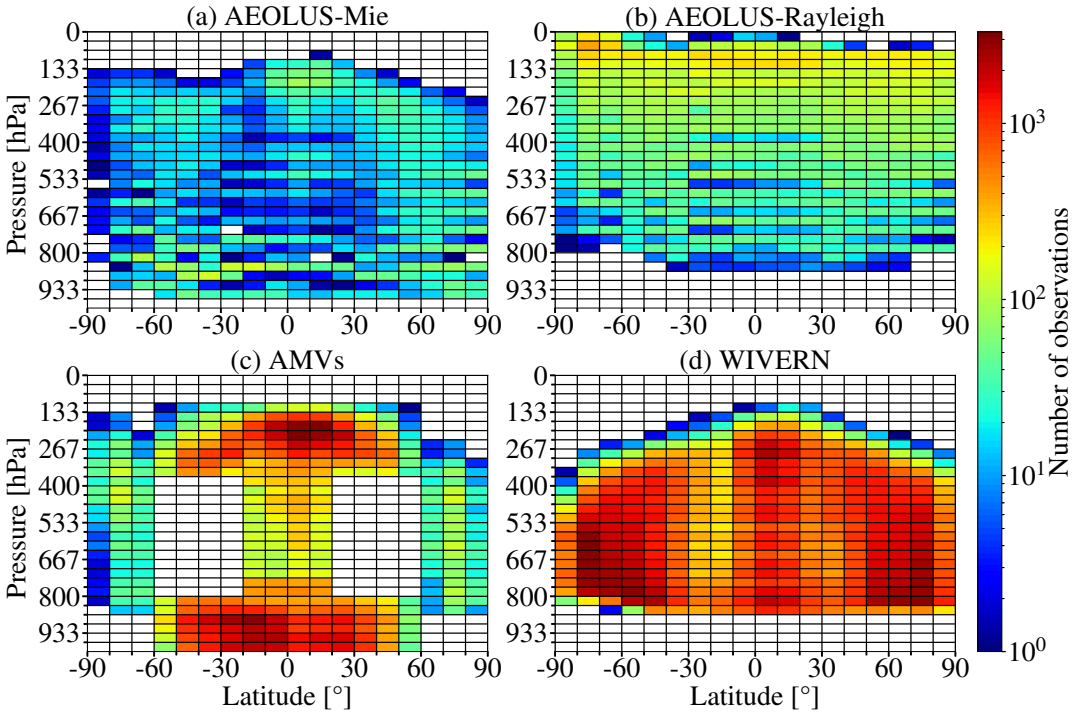 (a) AEOLUS-Mie
(b) AEOLUS-Rayleigh
0
133
267
400
533
667
800
933
Pressure [hPa]
-90 -60 -30 0 30 60 90
0
133
267
400
533
667
800
933
-90 -60 -30 0 30 60 90
(c) AMVs
(d) WIVERN
0
133
267
400
533
667
800
933
Pressure [hPa]
-90 -60 -30 0 30 60 90
Latitude [°]
0
133
267
400
533
667
800
933
-90 -60 -30 0 30 60 90
Latitude [°]
10³
10²
10¹
10⁰
Number of observations